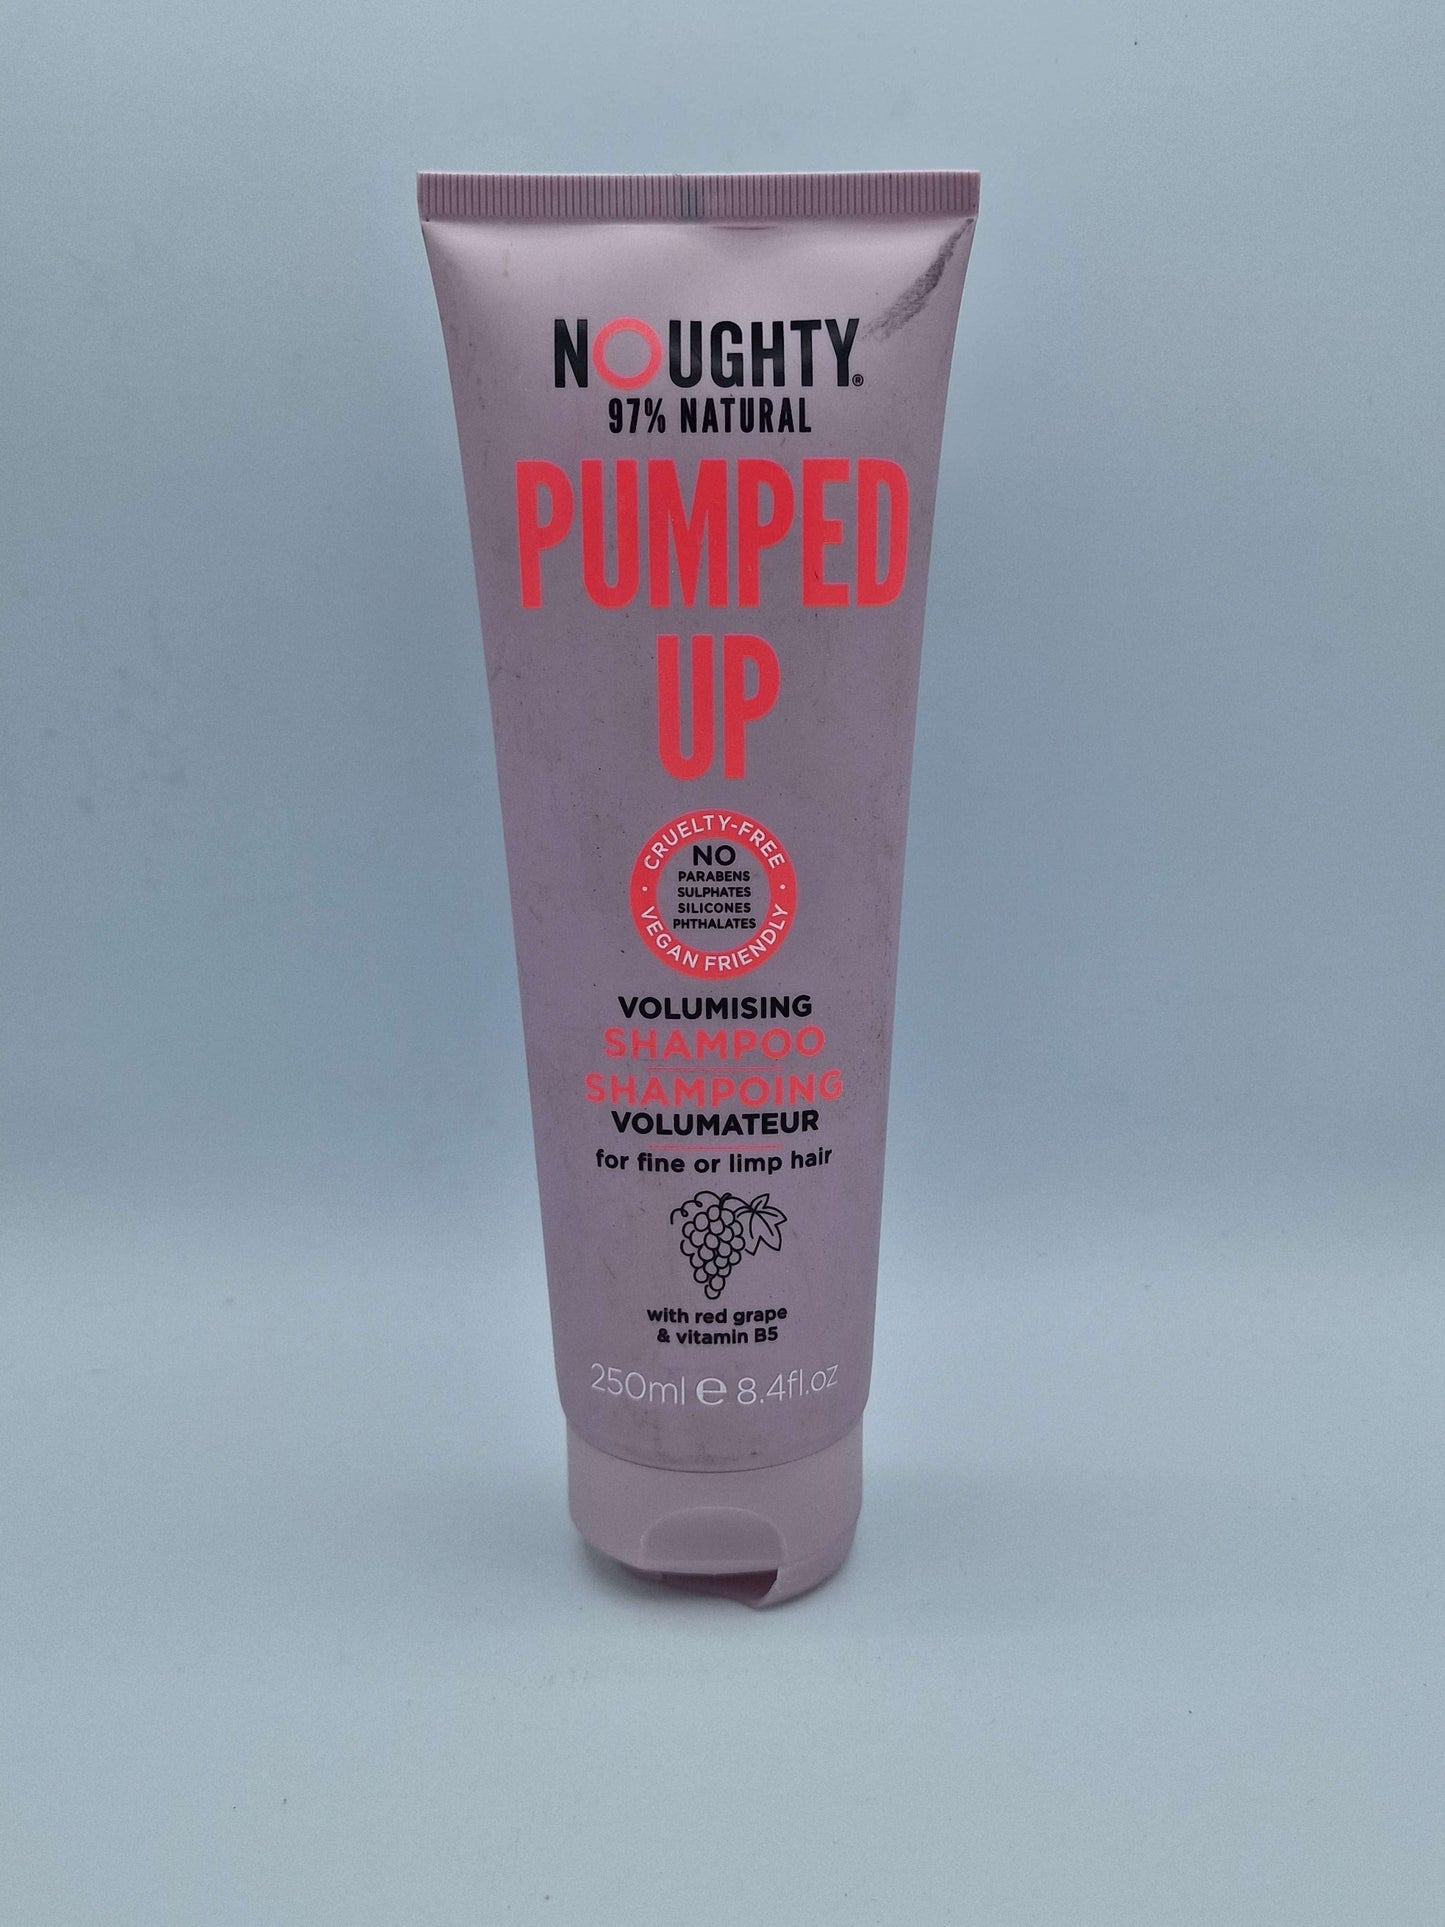 NOUGHTY®
97% NATURAL
PUMPED
UP
CRUELTY-FREE
NO
PARABENS
SULPHATES
SILICONES
PHTHALATES
• VEGAN FRIENDLY •
VOLUMISING
SHAMPOO
SHAMPOING
VOLUMATEUR
for fine or limp hair
with red grape
& vitamin B5
250ml e 8.4fl.oz